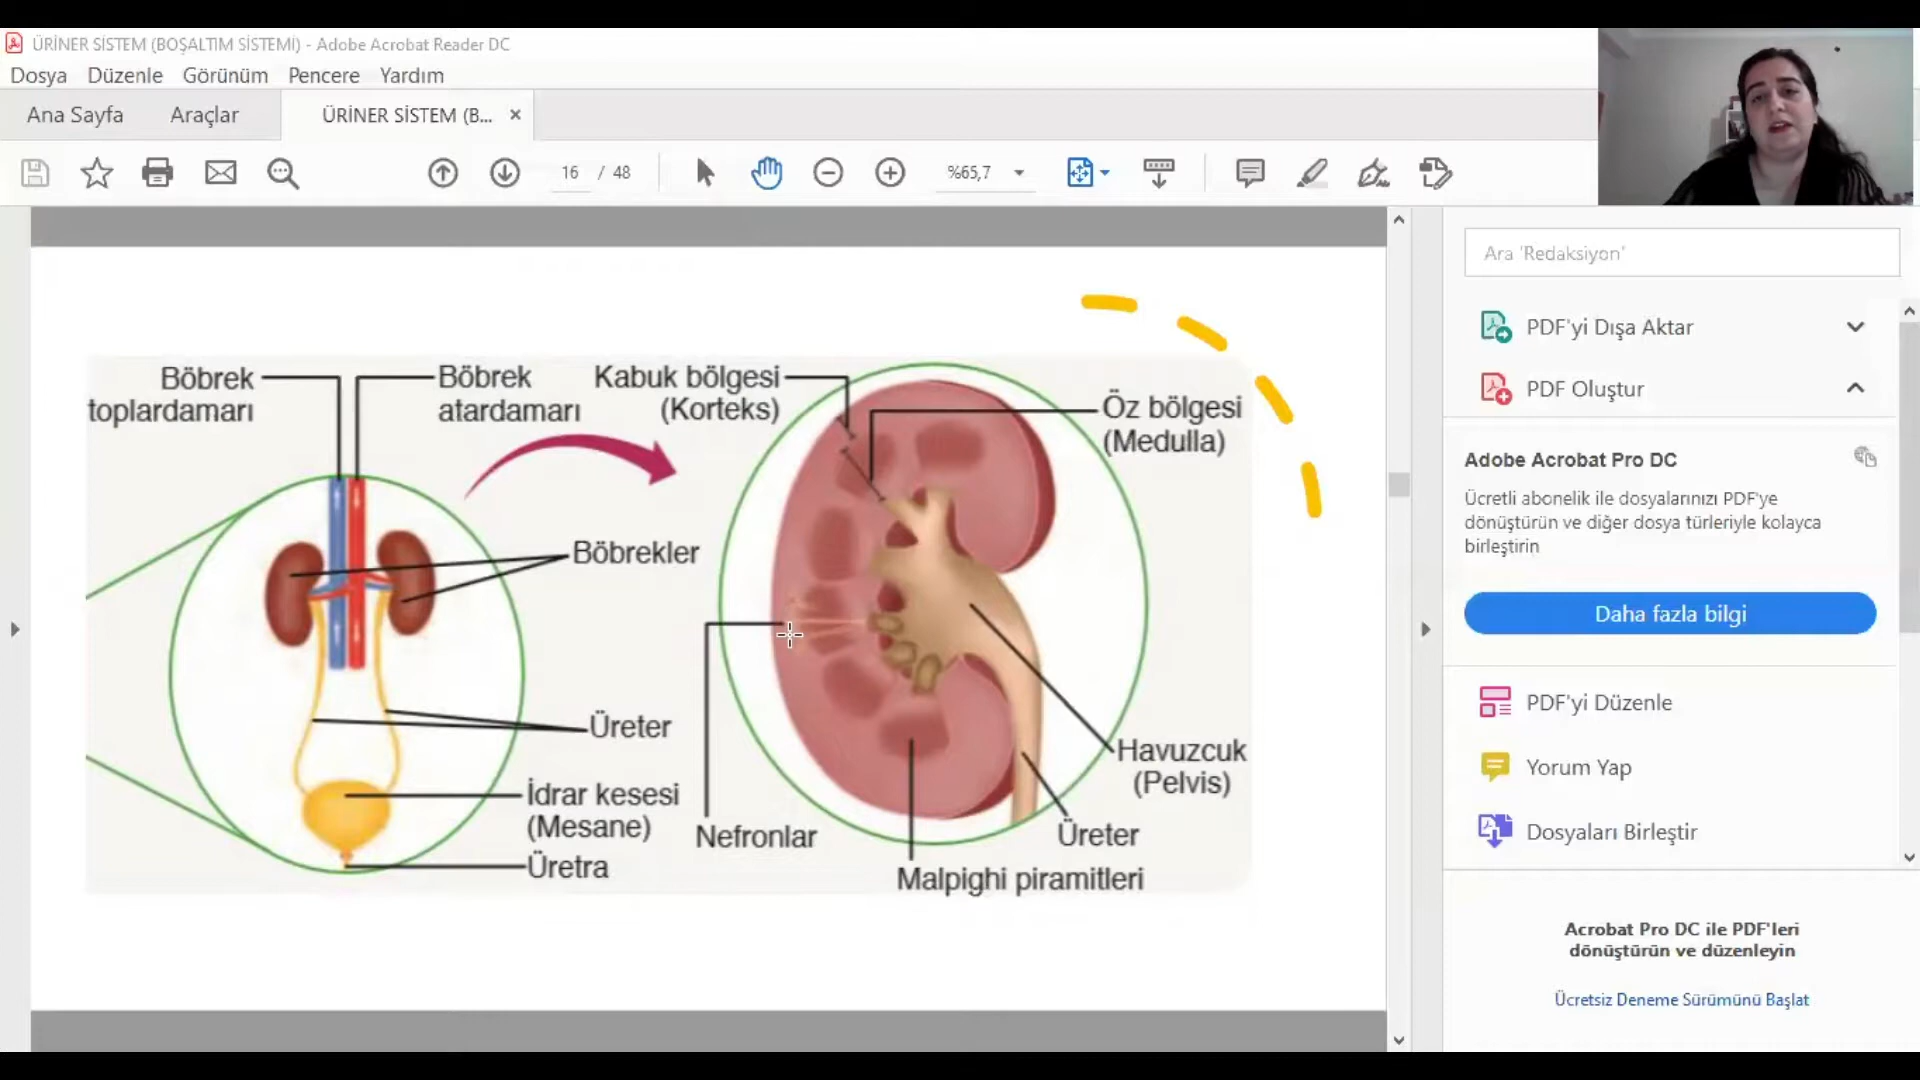 ÜRİNER SİSTEM (BOŞALTIM SİSTEMİ) - Adobe Acrobat Reader DC
Dosya Düzenle Görünüm Pencere Yardım
Ana Sayfa Araçlar ÜRİNER SİSTEM (B... ×
16 / 48 %65,7
Ara 'Redaksiyon'
PDF'yi Dışa Aktar
PDF Oluştur
Adobe Acrobat Pro DC
Ücretli abonelik ile dosyalarınızı PDF'ye
dönüştürün ve diğer dosya türleriyle kolayca
birleştirin
Daha fazla bilgi
PDF'yi Düzenle
Yorum Yap
Dosyaları Birleştir
Acrobat Pro DC ile PDF'leri
dönüştürün ve düzenleyin
Ücretsiz Deneme Sürümünü Başlat
Böbrek
toplardamarı
Böbrek
atardamarı
Kabuk bölgesi
(Korteks)
Öz bölgesi
(Medulla)
Böbrekler
Üreter
İdrar kesesi
(Mesane)
Üretra
Nefronlar
Havuzcuk
(Pelvis)
Üreter
Malpighi piramitleri